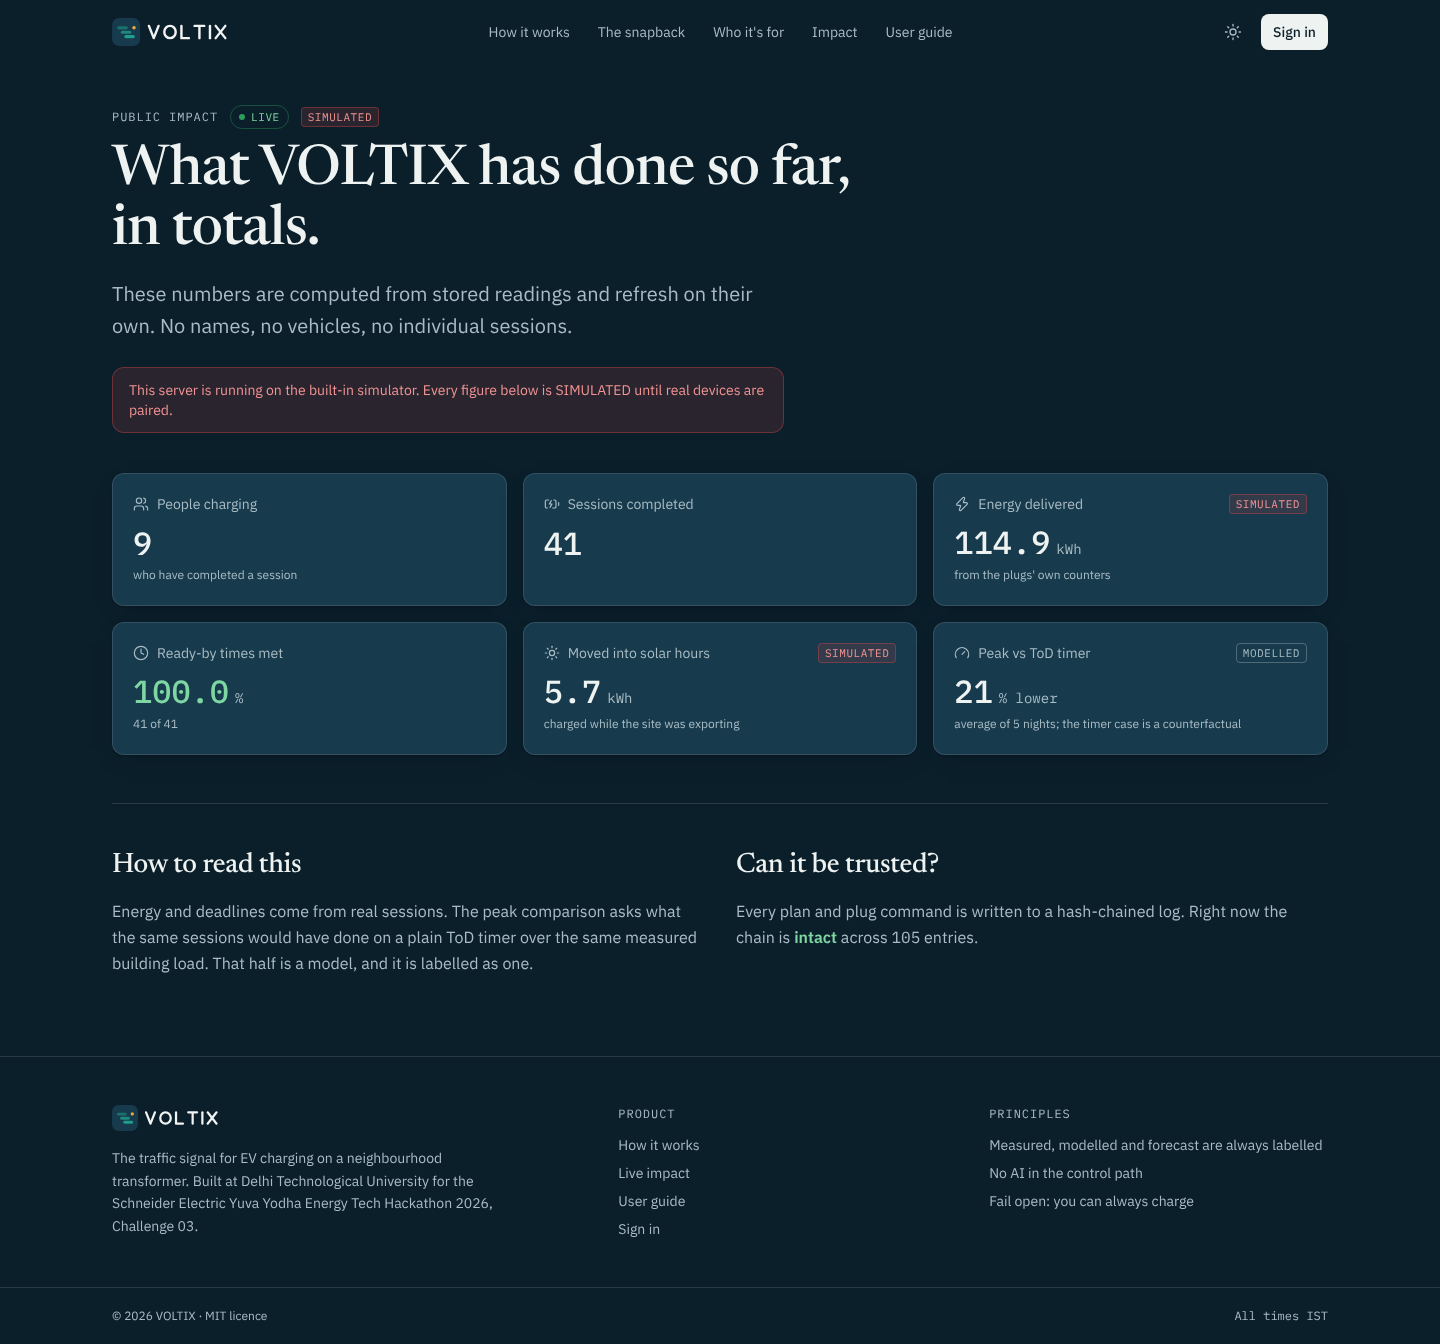 VOLTIX
How it works
The snapback
Who it's for
Impact
User guide
Sign in
PUBLIC IMPACT
LIVE
SIMULATED
What VOLTIX has done so far,
in totals.
These numbers are computed from stored readings and refresh on their
own. No names, no vehicles, no individual sessions.
This server is running on the built-in simulator. Every figure below is SIMULATED until real devices are
paired.
People charging
9
who have completed a session
Sessions completed
41
Energy delivered
SIMULATED
114.9 kWh
from the plugs' own counters
Ready-by times met
100.0 %
41 of 41
Moved into solar hours
SIMULATED
5.7 kWh
charged while the site was exporting
Peak vs ToD timer
MODELLED
21 % lower
average of 5 nights; the timer case is a counterfactual
How to read this
Energy and deadlines come from real sessions. The peak comparison asks what
the same sessions would have done on a plain ToD timer over the same measured
building load. That half is a model, and it is labelled as one.
Can it be trusted?
Every plan and plug command is written to a hash-chained log. Right now the
chain is intact across 105 entries.
VOLTIX
The traffic signal for EV charging on a neighbourhood
transformer. Built at Delhi Technological University for the
Schneider Electric Yuva Yodha Energy Tech Hackathon 2026,
Challenge 03.
PRODUCT
How it works
Live impact
User guide
Sign in
PRINCIPLES
Measured, modelled and forecast are always labelled
No AI in the control path
Fail open: you can always charge
© 2026 VOLTIX · MIT licence
All times IST